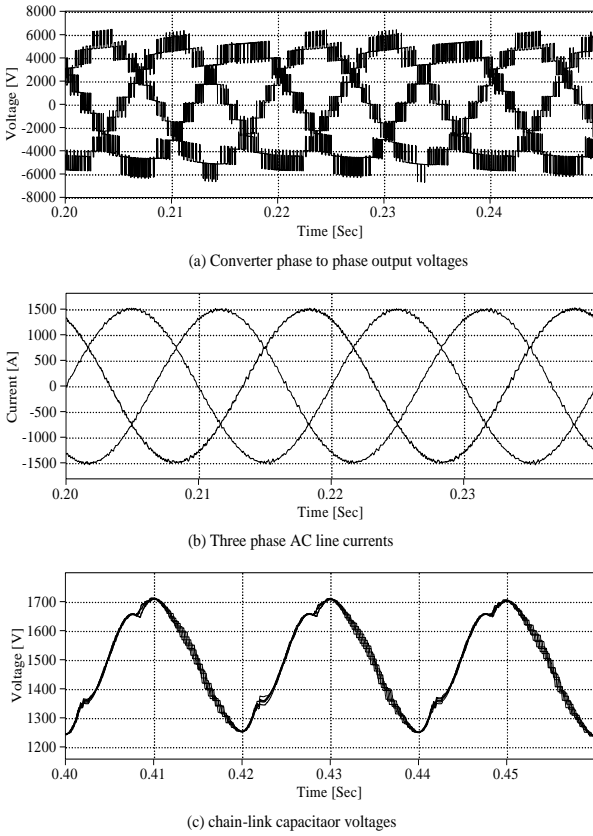 8000
6000
4000
2000
0
-2000
-4000
-6000
-8000
Voltage [V]
0.20 0.21 0.22 0.23 0.24
Time [Sec]
(a) Converter phase to phase output voltages
1500
1000
500
0
-500
-1000
-1500
Current [A]
0.20 0.21 0.22 0.23
Time [Sec]
(b) Three phase AC line currents
1700
1600
1500
1400
1300
1200
Voltage [V]
0.40 0.41 0.42 0.43 0.44 0.45
Time [Sec]
(c) chain-link capacitaor voltages